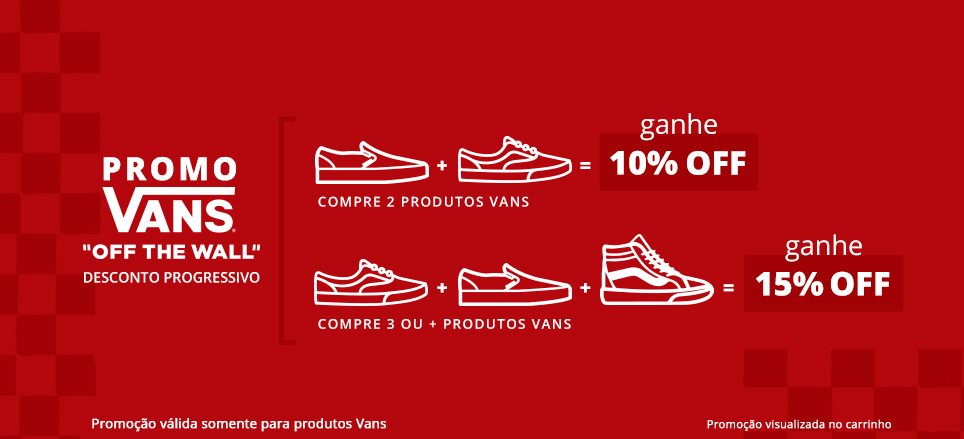 PROMO
VANS
"OFF THE WALL"
DESCONTO PROGRESSIVO
+ = ganhe
10% OFF
COMPRE 2 PRODUTOS VANS
+ + = ganhe
15% OFF
COMPRE 3 OU + PRODUTOS VANS
Promoção válida somente para produtos Vans
Promoção visualizada no carrinho